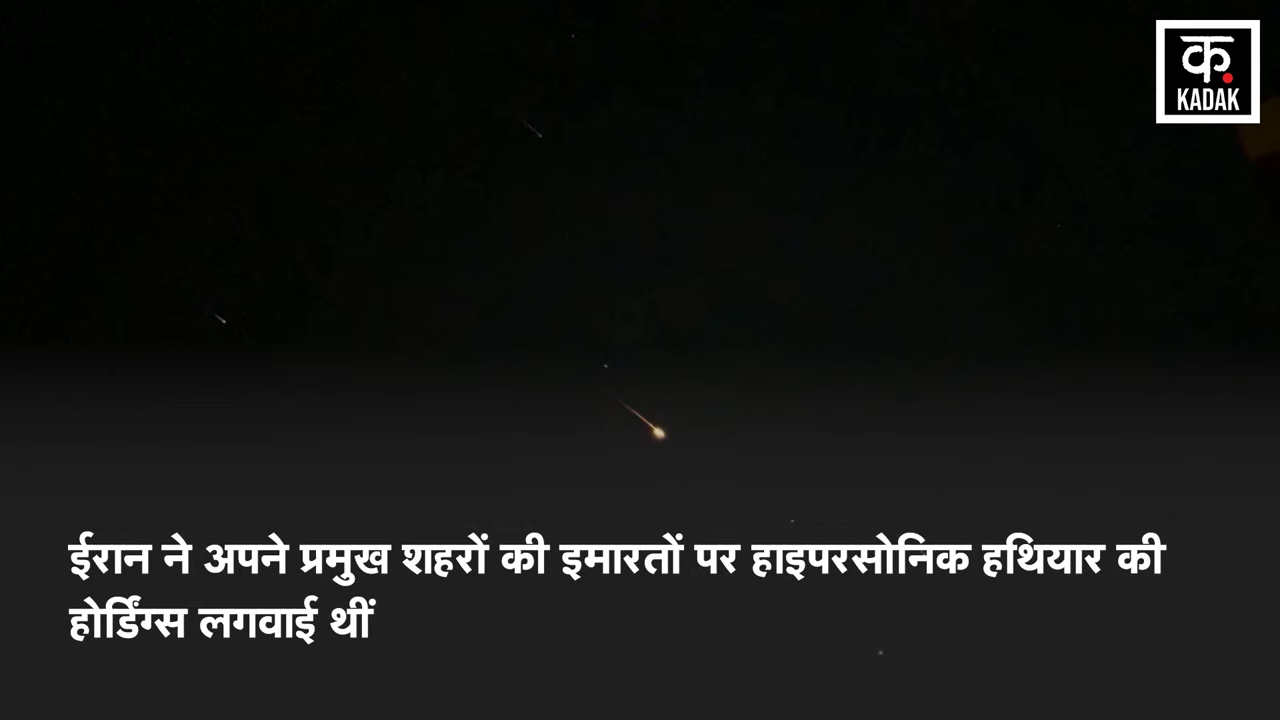 क
KADAK
ईरान ने अपने प्रमुख शहरों की इमारतों पर हाइपरसोनिक हथियार की
होर्डिंग्स लगवाई थीं